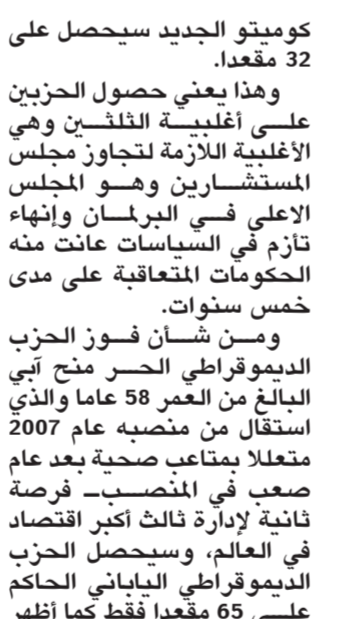 كوميتو الجديد سيحصل على
32 مقعدا.
وهذا يعني حصول الحزبين
على أغلبية الثلثين وهي
الأغلبية اللازمة لتجاوز مجلس
المستشارين وهو المجلس
الاعلى في البرلمان وإنهاء
تأزم في السياسات عانت منه
الحكومات المتعاقبة على مدى
خمس سنوات.
ومن شأن فوز الحزب
الديموقراطي الحر منح آبي
البالغ من العمر 58 عاما والذي
استقال من منصبه عام 2007
متعللا بمتاعب صحية بعد عام
صعب في المنصب– فرصة
ثانية لإدارة ثالث أكبر اقتصاد
في العالم، وسيحصل الحزب
الديموقراطي الياباني الحاكم
على 65 مقعدا فقط كما أظهر